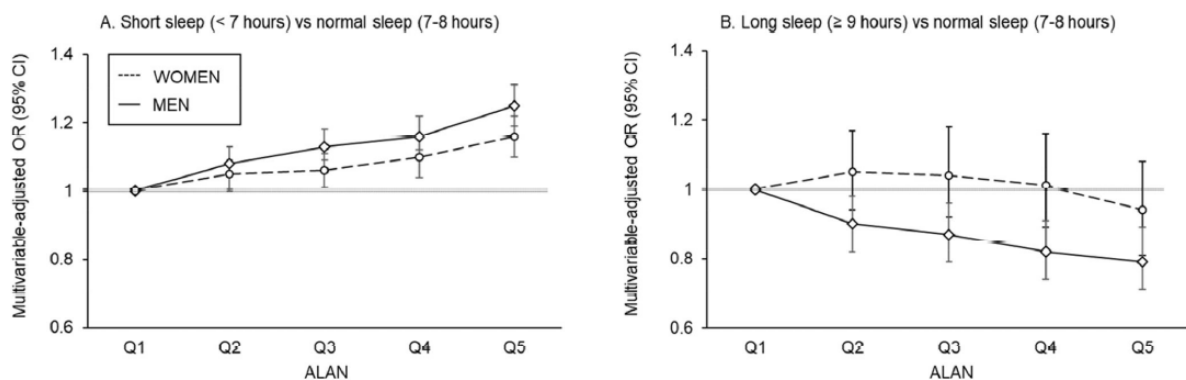 A. Short sleep (< 7 hours) vs normal sleep (7-8 hours)
Multivariable-adjusted OR (95% CI)
1.4
1.2
1
0.8
0.6
WOMEN
MEN
Q1 Q2 Q3 Q4 Q5
ALAN
B. Long sleep (≥ 9 hours) vs normal sleep (7-8 hours)
Multivariable-adjusted OR (95% CI)
1.4
1.2
1
0.8
0.6
Q1 Q2 Q3 Q4 Q5
ALAN